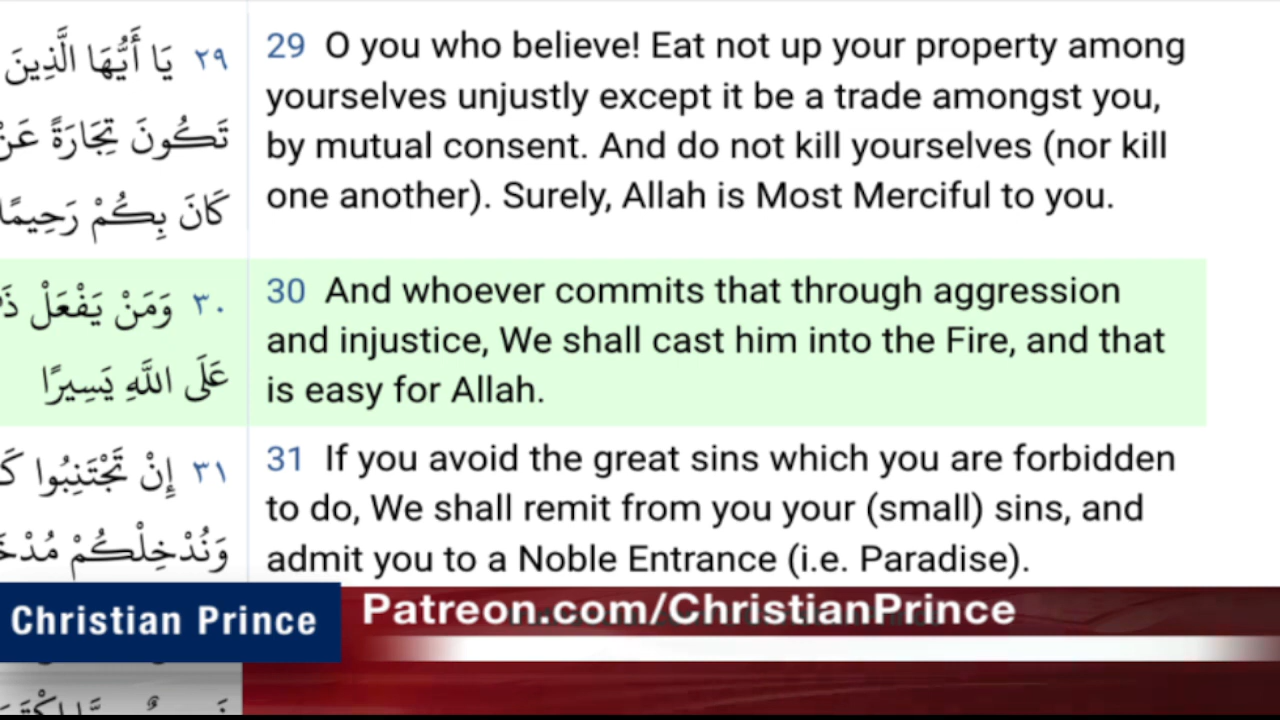 ٢٩ يَا أَيُّهَا الَّذِينَ
تَكُونَ تِجَارَةً عَنْ
كَانَ بِكُمْ رَحِيمًا
29 O you who believe! Eat not up your property among
yourselves unjustly except it be a trade amongst you,
by mutual consent. And do not kill yourselves (nor kill
one another). Surely, Allah is Most Merciful to you.
٣٠ وَمَنْ يَفْعَلْ
عَلَى اللَّهِ يَسِيرًا
30 And whoever commits that through aggression
and injustice, We shall cast him into the Fire, and that
is easy for Allah.
٣١ إِنْ تَجْتَنِبُوا
وَنُدْخِلْكُمْ
31 If you avoid the great sins which you are forbidden
to do, We shall remit from you your (small) sins, and
admit you to a Noble Entrance (i.e. Paradise).
Christian Prince
Patreon.com/ChristianPrince